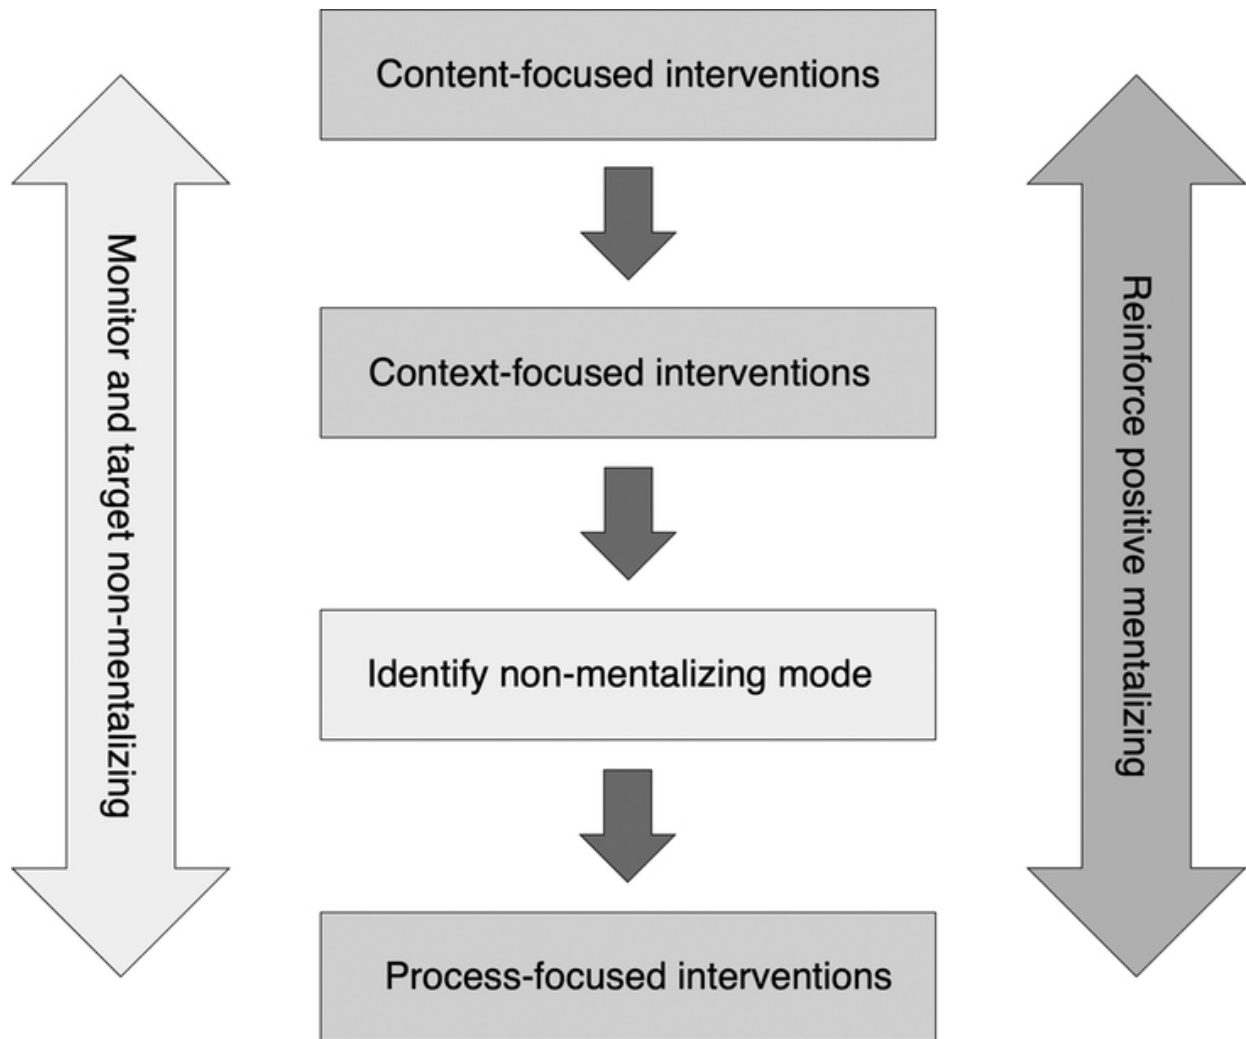 Content-focused interventions
Monitor and target non-mentalizing
Context-focused interventions
Reinforce positive mentalizing
Identify non-mentalizing mode
Process-focused interventions